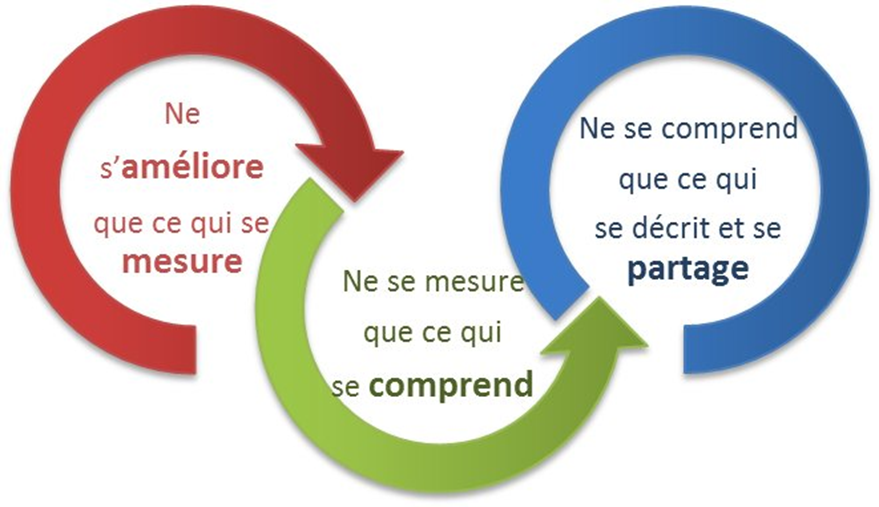 Ne
s'améliore
que ce qui se
mesure
Ne se mesure
que ce qui
se comprend
Ne se comprend
que ce qui
se décrit et se
partage